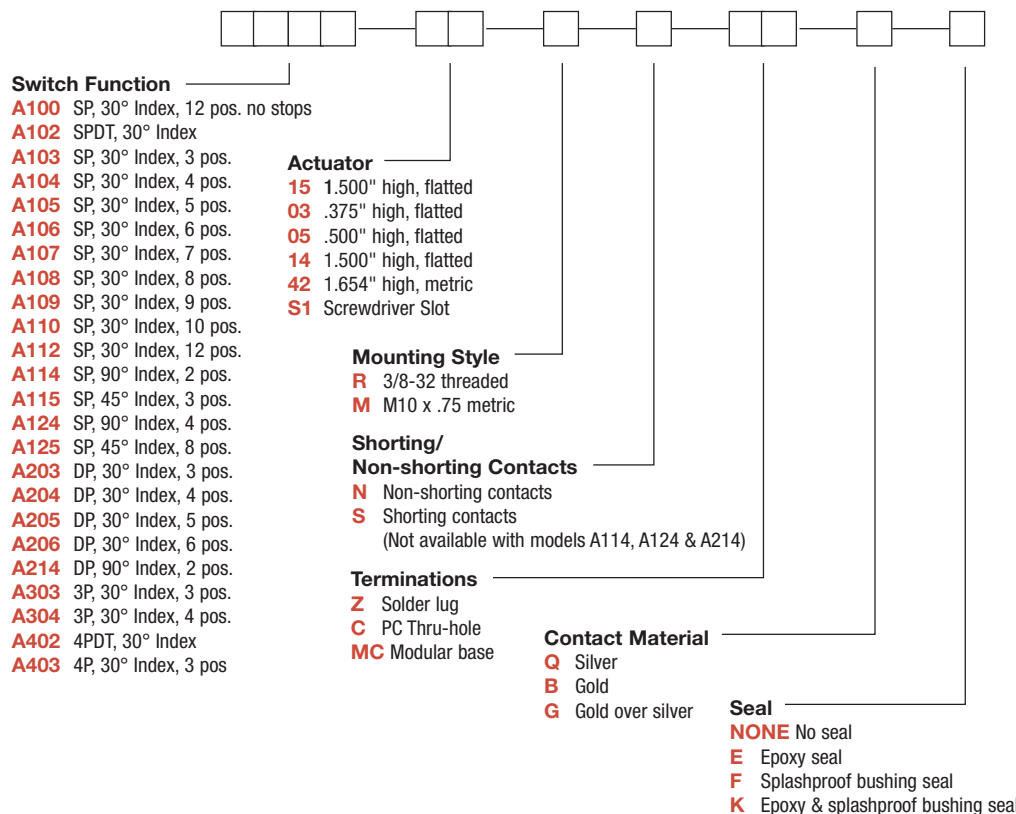 Switch Function
A100 SP, 30° Index, 12 pos. no stops
A102 SPDT, 30° Index
A103 SP, 30° Index, 3 pos.
A104 SP, 30° Index, 4 pos.
A105 SP, 30° Index, 5 pos.
A106 SP, 30° Index, 6 pos.
A107 SP, 30° Index, 7 pos.
A108 SP, 30° Index, 8 pos.
A109 SP, 30° Index, 9 pos.
A110 SP, 30° Index, 10 pos.
A112 SP, 30° Index, 12 pos.
A114 SP, 90° Index, 2 pos.
A115 SP, 45° Index, 3 pos.
A124 SP, 90° Index, 4 pos.
A125 SP, 45° Index, 8 pos.
A203 DP, 30° Index, 3 pos.
A204 DP, 30° Index, 4 pos.
A205 DP, 30° Index, 5 pos.
A206 DP, 30° Index, 6 pos.
A214 DP, 90° Index, 2 pos.
A303 3P, 30° Index, 3 pos.
A304 3P, 30° Index, 4 pos.
A402 4PDT, 30° Index
A403 4P, 30° Index, 3 pos
Actuator
15 1.500" high, flatted
03 .375" high, flatted
05 .500" high, flatted
14 1.500" high, flatted
42 1.654" high, metric
S1 Screwdriver Slot
Mounting Style
R 3/8-32 threaded
M M10 x .75 metric
Shorting/
Non-shorting Contacts
N Non-shorting contacts
S Shorting contacts
(Not available with models A114, A124 & A214)
Terminations
Z Solder lug
C PC Thru-hole
MC Modular base
Contact Material
Q Silver
B Gold
G Gold over silver
Seal
NONE No seal
E Epoxy seal
F Splashproof bushing seal
K Epoxy & splashproof bushing seal